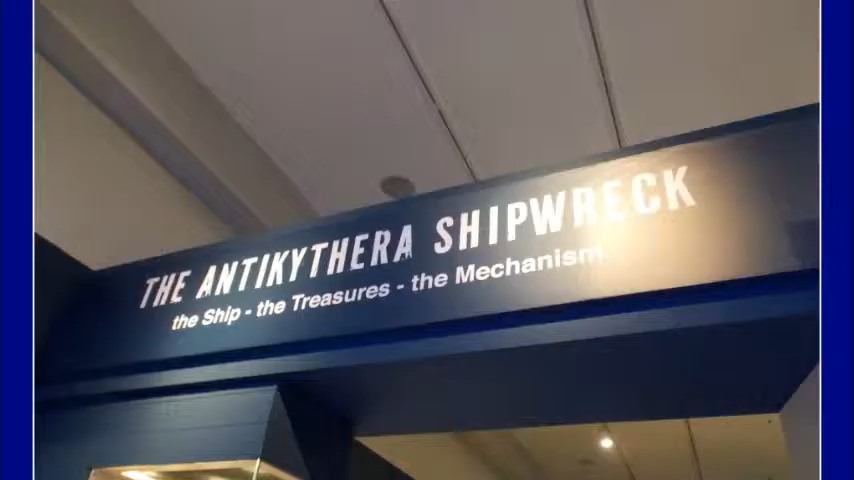 THE ANTIKYTHERA SHIPWRECK
the Ship - the Treasures - the Mechanism